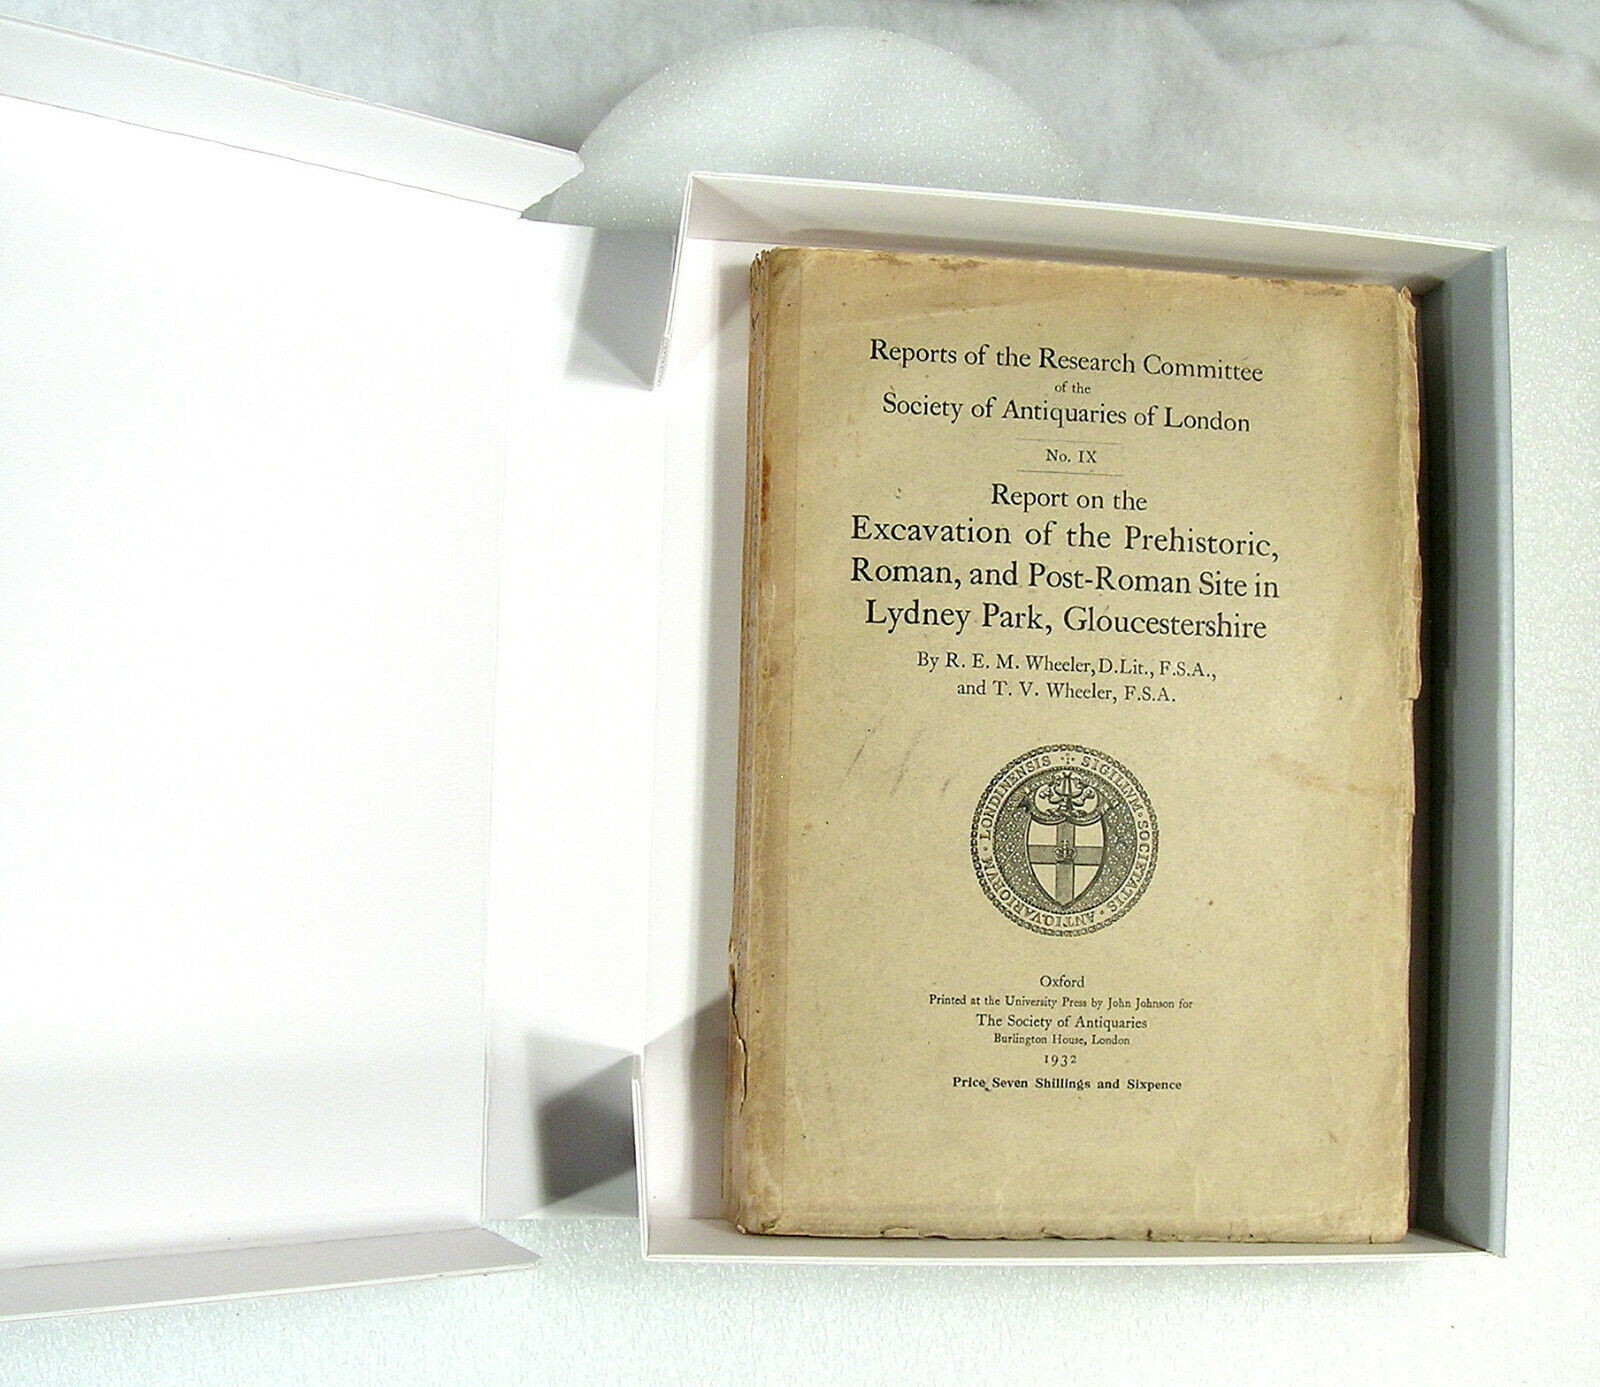 Reports of the Research Committee
of the
Society of Antiquaries of London
No. IX
Report on the
Excavation of the Prehistoric,
Roman, and Post-Roman Site in
Lydney Park, Gloucestershire
By R. E. M. Wheeler, D.Lit., F.S.A.,
and T. V. Wheeler, F.S.A.
SIGILLVM · SOCIETATIS · ANTIQVARIORVM · LONDINENSIS
Oxford
Printed at the University Press by John Johnson for
The Society of Antiquaries
Burlington House, London
1932
Price Seven Shillings and Sixpence